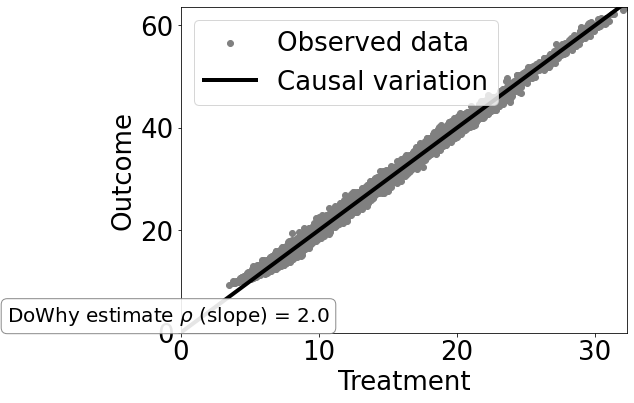 60
Observed data
Causal variation
40
Outcome
20
DoWhy estimate ρ (slope) = 2.0
0
0 10 20 30
Treatment